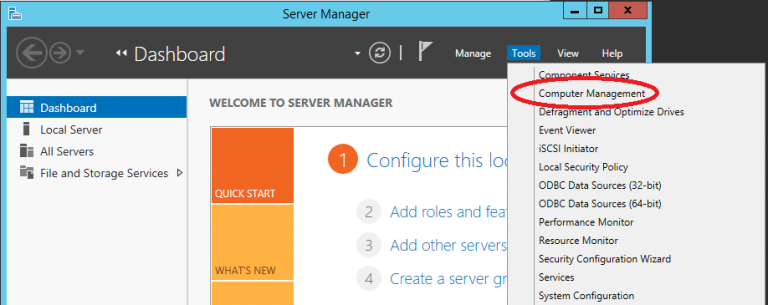 Server Manager
Dashboard
Manage
Tools
View
Help
Dashboard
Local Server
All Servers
File and Storage Services
WELCOME TO SERVER MANAGER
QUICK START
WHAT'S NEW
1 Configure this loc
2 Add roles and feat
3 Add other servers
4 Create a server gr
Component Services
Computer Management
Defragment and Optimize Drives
Event Viewer
iSCSI Initiator
Local Security Policy
ODBC Data Sources (32-bit)
ODBC Data Sources (64-bit)
Performance Monitor
Resource Monitor
Security Configuration Wizard
Services
System Configuration